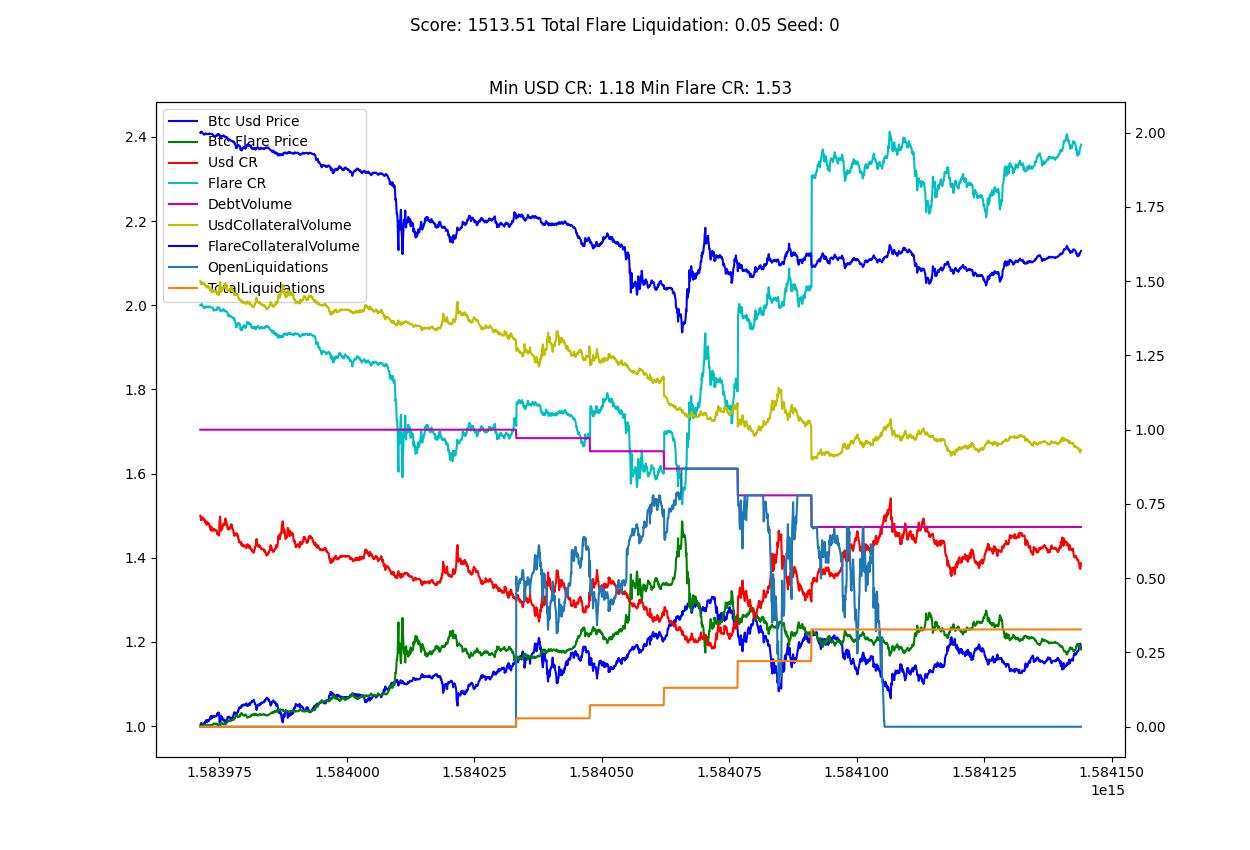 Score: 1513.51 Total Flare Liquidation: 0.05 Seed: 0
Min USD CR: 1.18 Min Flare CR: 1.53
Btc Usd Price
Btc Flare Price
Usd CR
Flare CR
DebtVolume
UsdCollateralVolume
FlareCollateralVolume
OpenLiquidations
TotalLiquidations
2.4
2.2
2.0
1.8
1.6
1.4
1.2
1.0
2.00
1.75
1.50
1.25
1.00
0.75
0.50
0.25
0.00
1.583975 1.584000 1.584025 1.584050 1.584075 1.584100 1.584125 1.584150
1e15